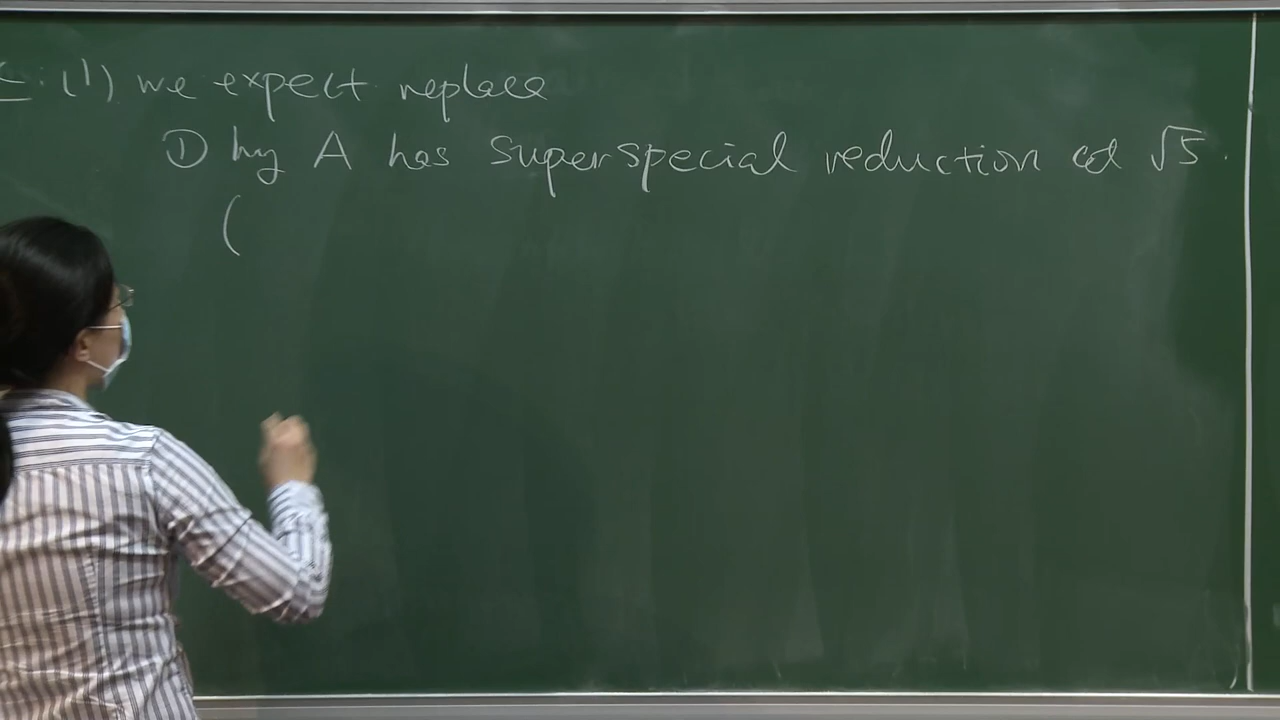 : (1) we expect replace
① by A has superspecial reduction at √5.
(